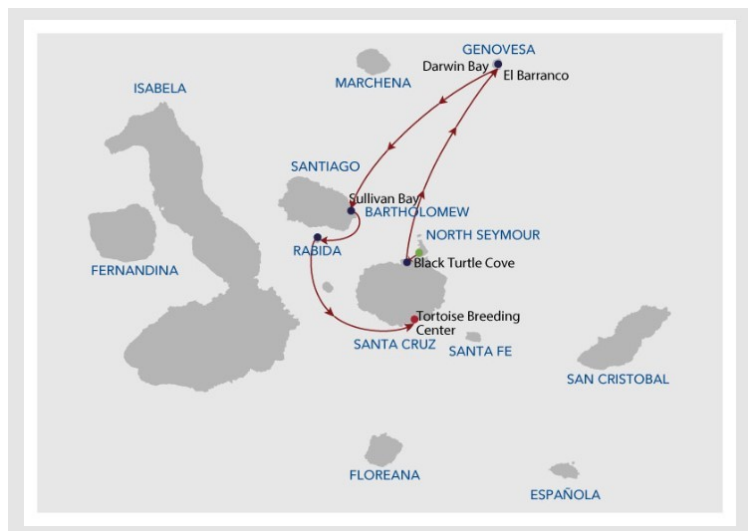 GENOVESA
Darwin Bay
El Barranco
MARCHENA
ISABELA
SANTIAGO
Sullivan Bay
BARTHOLOMEW
NORTH SEYMOUR
RABIDA
Black Turtle Cove
FERNANDINA
Tortoise Breeding
Center
SANTA CRUZ
SANTA FE
SAN CRISTOBAL
FLOREANA
ESPAÑOLA